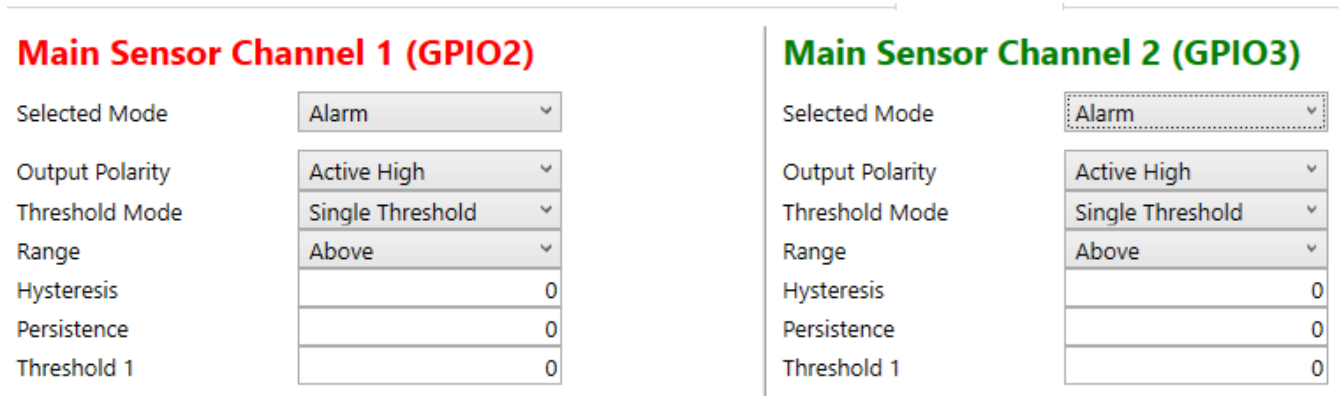 Main Sensor Channel 1 (GPIO2)
Selected Mode Alarm
Output Polarity Active High
Threshold Mode Single Threshold
Range Above
Hysteresis 0
Persistence 0
Threshold 1 0
Main Sensor Channel 2 (GPIO3)
Selected Mode Alarm
Output Polarity Active High
Threshold Mode Single Threshold
Range Above
Hysteresis 0
Persistence 0
Threshold 1 0